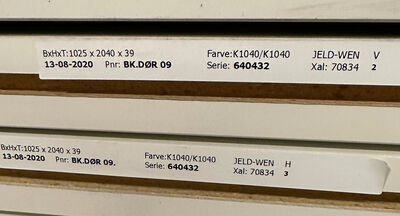 BxHxT:1025 x 2040 x 39 Farve:K1040/K1040 JELD-WEN V
13-08-2020 Pnr: BK.DØR 09 Serie: 640432 Xal: 70834 2
BxHxT:1025 x 2040 x 39 Farve:K1040/K1040 JELD-WEN H
13-08-2020 Pnr: BK.DØR 09. Serie: 640432 Xal: 70834 3